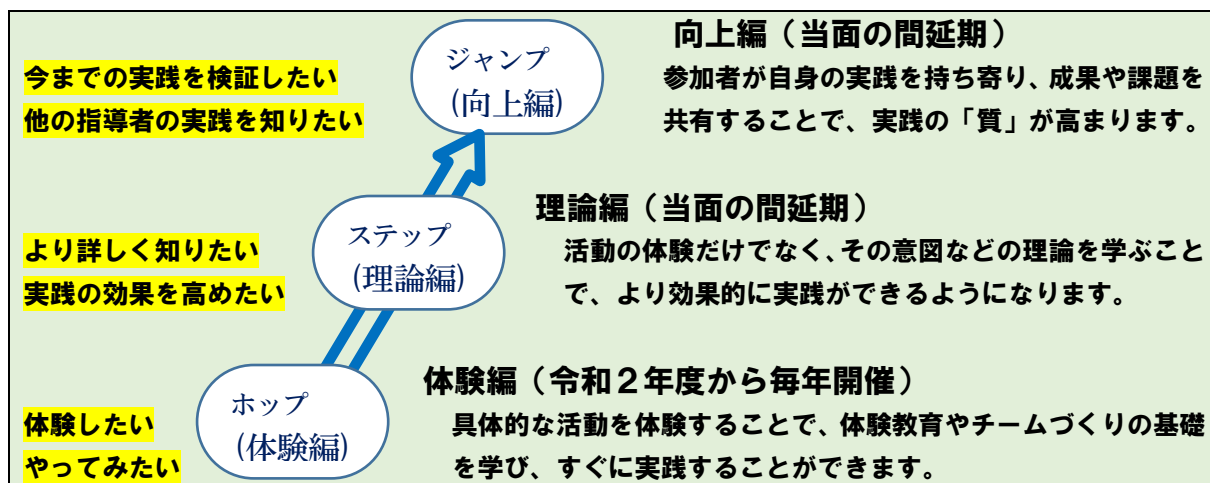 今までの実践を検証したい
他の指導者の実践を知りたい
ジャンプ
(向上編)
向上編（当面の間延期）
参加者が自身の実践を持ち寄り、成果や課題を
共有することで、実践の「質」が高まります。
より詳しく知りたい
実践の効果を高めたい
ステップ
(理論編)
理論編（当面の間延期）
活動の体験だけでなく、その意図などの理論を学ぶこと
で、より効果的に実践ができるようになります。
体験したい
やってみたい
ホップ
(体験編)
体験編（令和２年度から毎年開催）
具体的な活動を体験することで、体験教育やチームづくりの基礎
を学び、すぐに実践することができます。